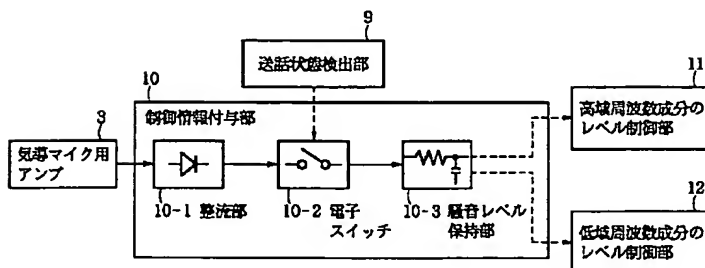 9
送話状態検出部
10
制御情報付与部
3
気導マイク用
アンプ
10-1 整流部
10-2 電子
スイッチ
10-3 騒音レベル
保持部
11
高域周波数成分の
レベル制御部
12
低域周波数成分の
レベル制御部